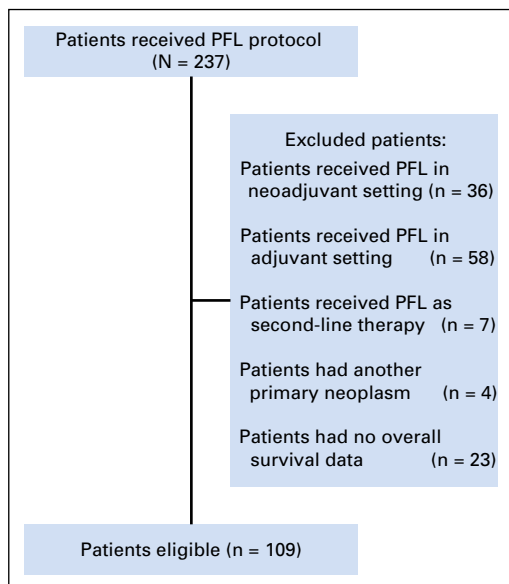 Patients received PFL protocol
(N = 237)
Excluded patients:
Patients received PFL in
neoadjuvant setting (n = 36)
Patients received PFL in
adjuvant setting (n = 58)
Patients received PFL as
second-line therapy (n = 7)
Patients had another
primary neoplasm (n = 4)
Patients had no overall
survival data (n = 23)
Patients eligible (n = 109)